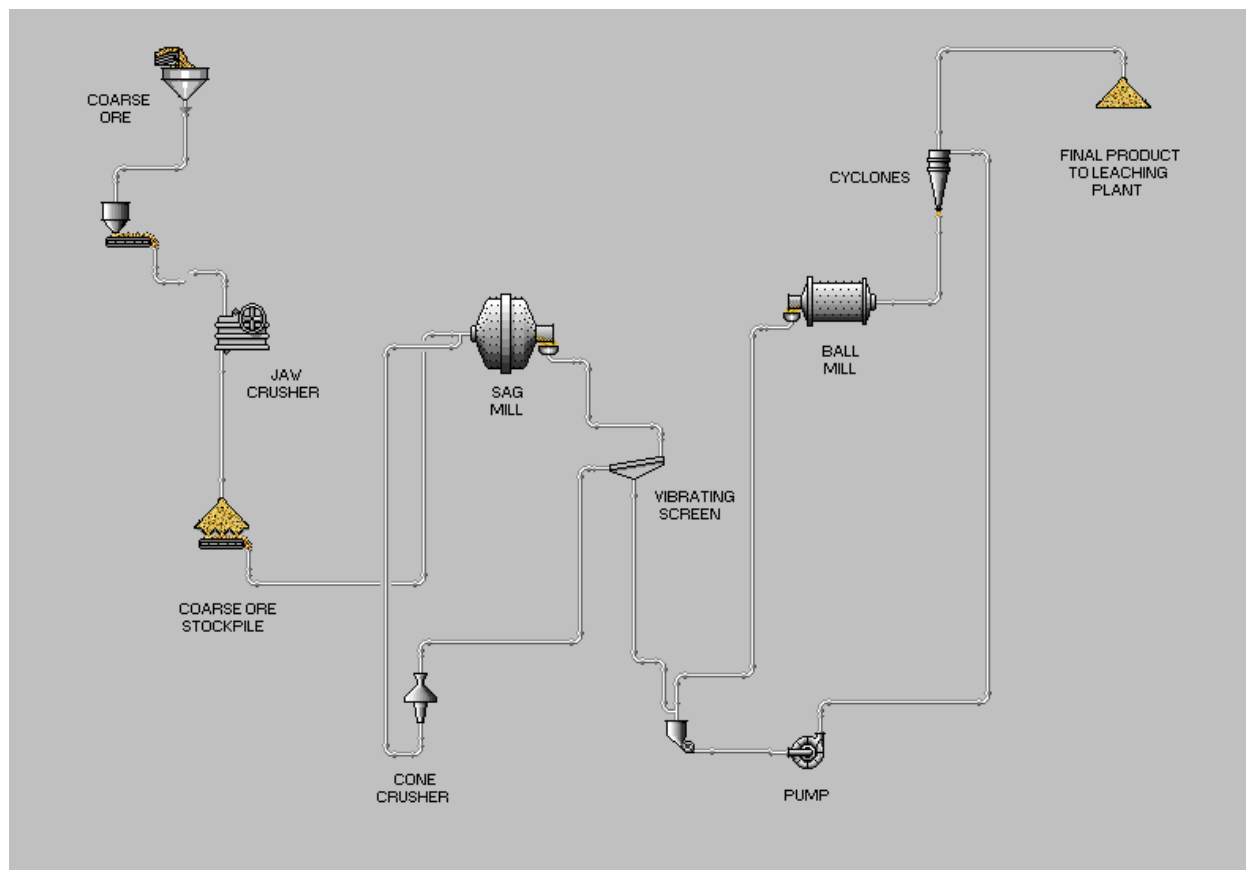 COARSE
ORE
CYCLONES
FINAL PRODUCT
TO LEACHING
PLANT
JAW
CRUSHER
SAG
MILL
BALL
MILL
VIBRATING
SCREEN
COARSE ORE
STOCKPILE
CONE
CRUSHER
PUMP